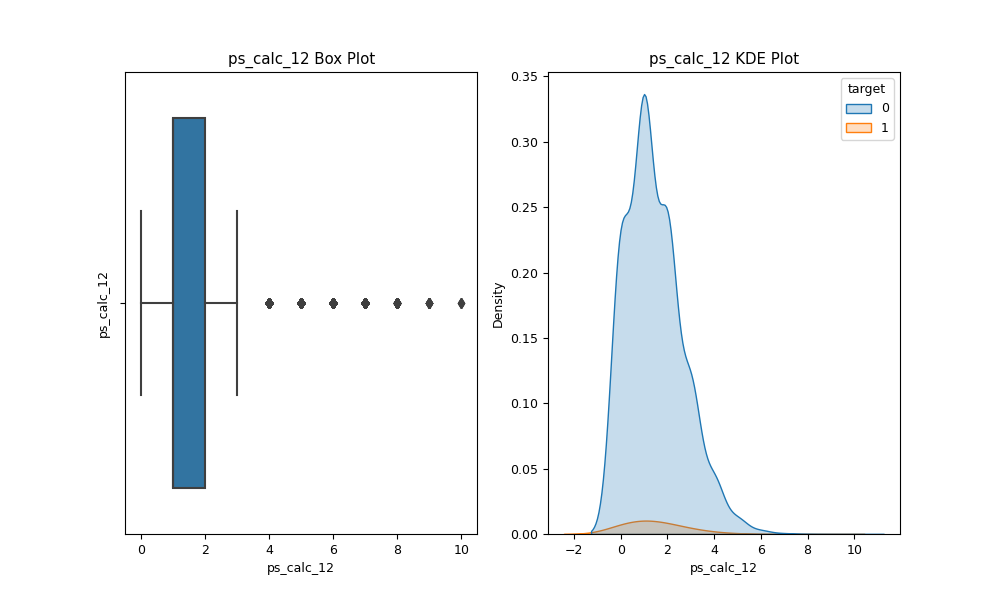 ps_calc_12 Box Plot
ps_calc_12
0 2 4 6 8 10
ps_calc_12
ps_calc_12 KDE Plot
target
0
1
0.35
0.30
0.25
0.20
0.15
0.10
0.05
0.00
Density
−2 0 2 4 6 8 10
ps_calc_12